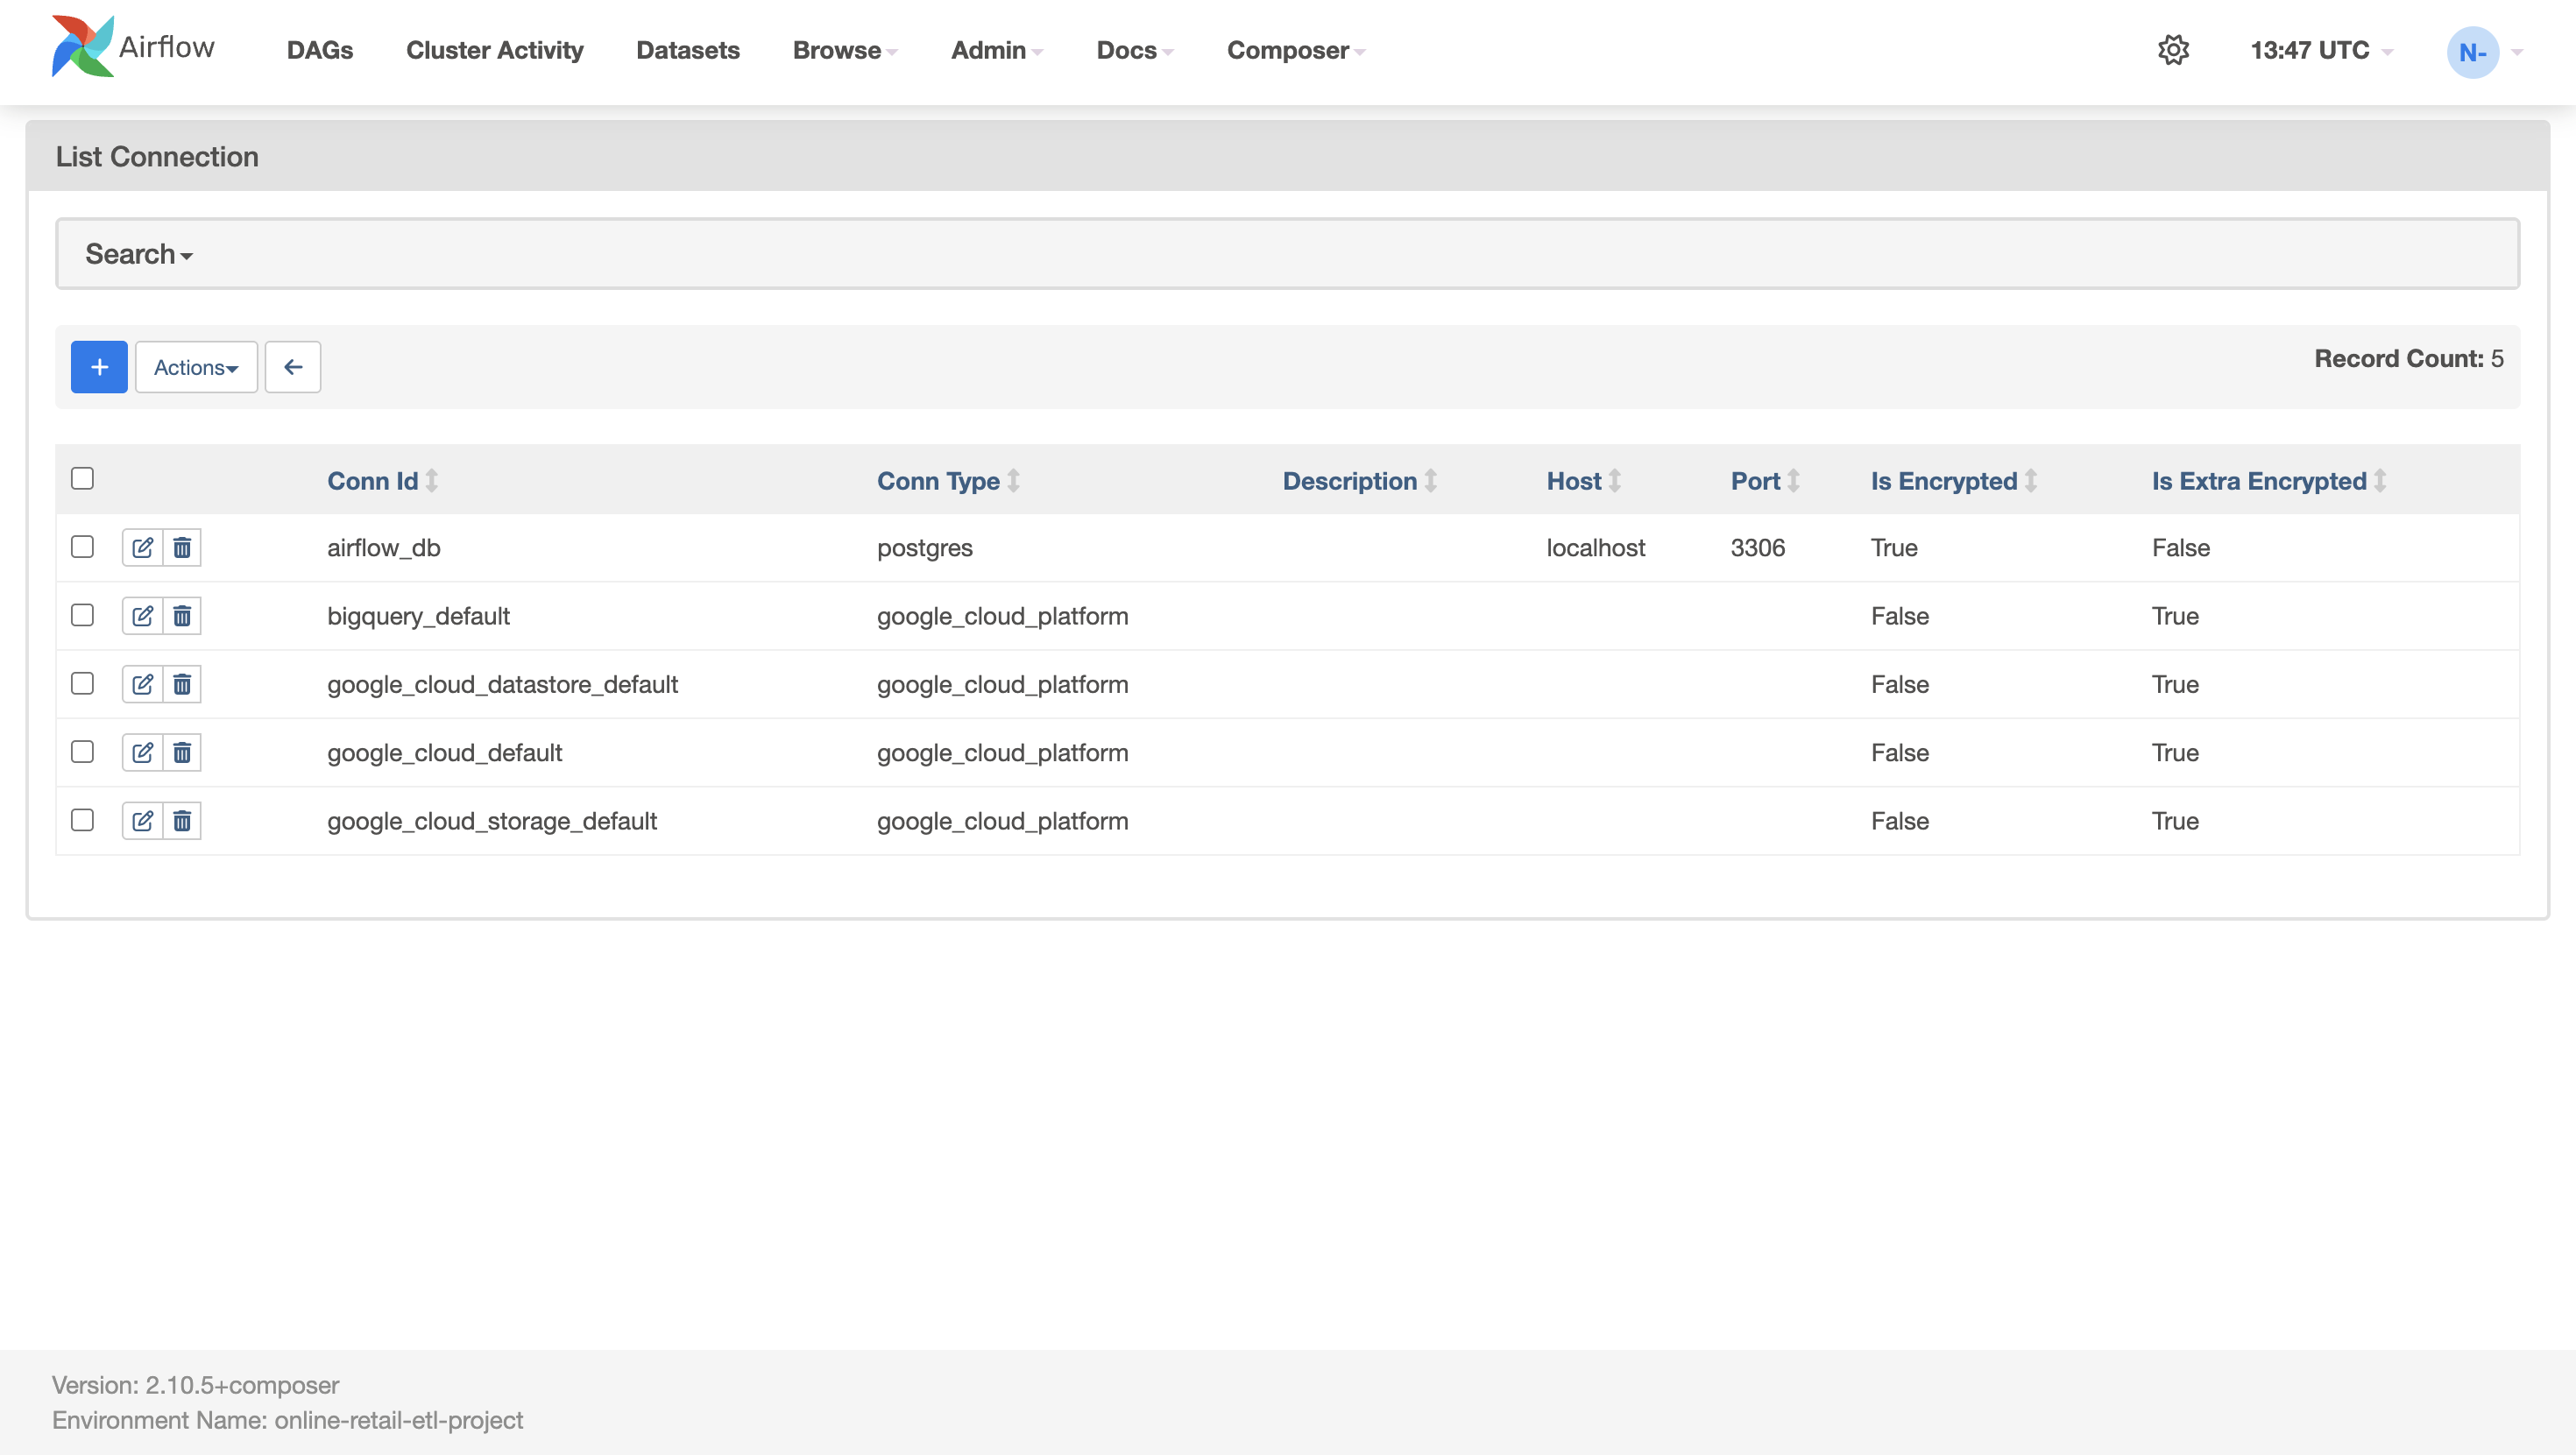 Airflow DAGs Cluster Activity Datasets Browse Admin Docs Composer 13:47 UTC N-
List Connection
Search
+ Actions Record Count: 5
Conn Id Conn Type Description Host Port Is Encrypted Is Extra Encrypted
airflow_db postgres localhost 3306 True False
bigquery_default google_cloud_platform False True
google_cloud_datastore_default google_cloud_platform False True
google_cloud_default google_cloud_platform False True
google_cloud_storage_default google_cloud_platform False True
Version: 2.10.5+composer
Environment Name: online-retail-etl-project